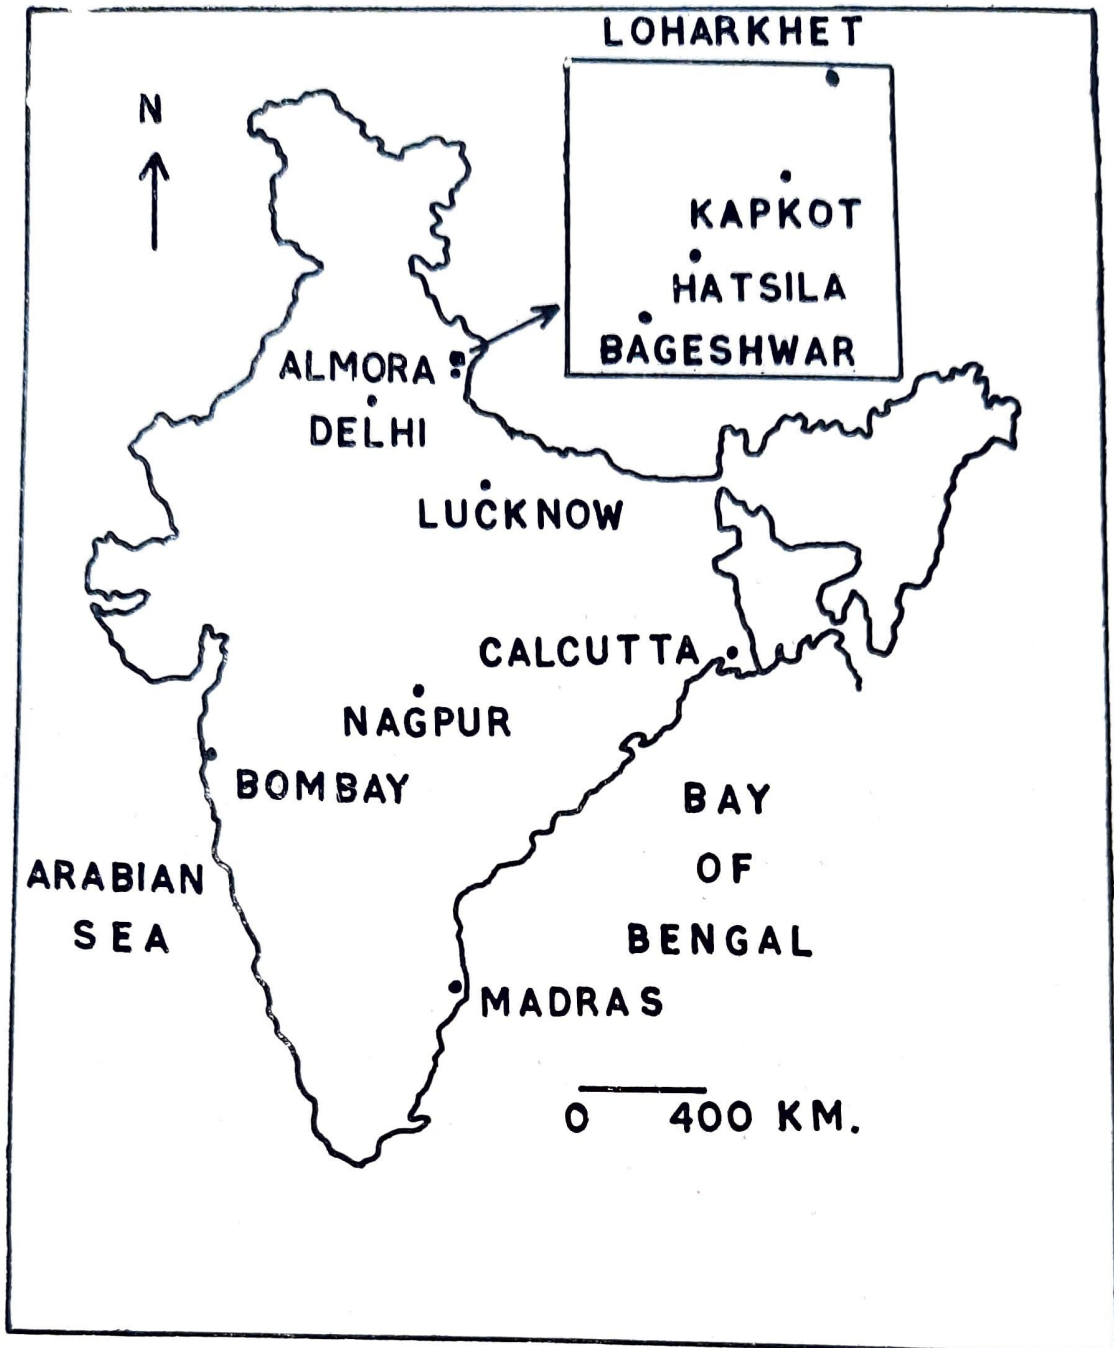 LOHARKHET
N
KAPKOT
HATSILA
BAGESHWAR
ALMORA
DELHI
LUCKNOW
CALCUTTA
NAGPUR
BOMBAY
BAY
OF
BENGAL
ARABIAN
SEA
MADRAS
0 400 KM.